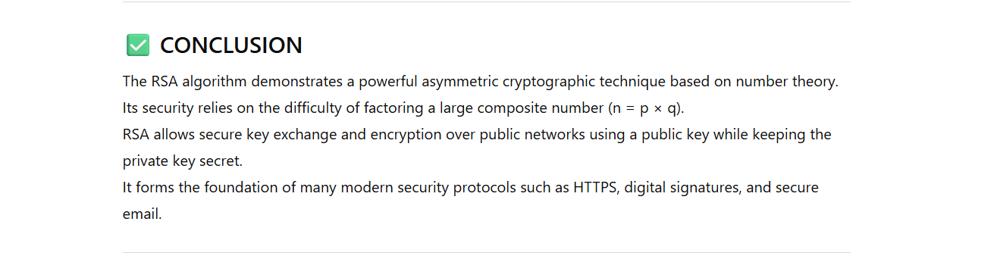 ✅ CONCLUSION
The RSA algorithm demonstrates a powerful asymmetric cryptographic technique based on number theory.
Its security relies on the difficulty of factoring a large composite number (n = p × q).
RSA allows secure key exchange and encryption over public networks using a public key while keeping the
private key secret.
It forms the foundation of many modern security protocols such as HTTPS, digital signatures, and secure
email.